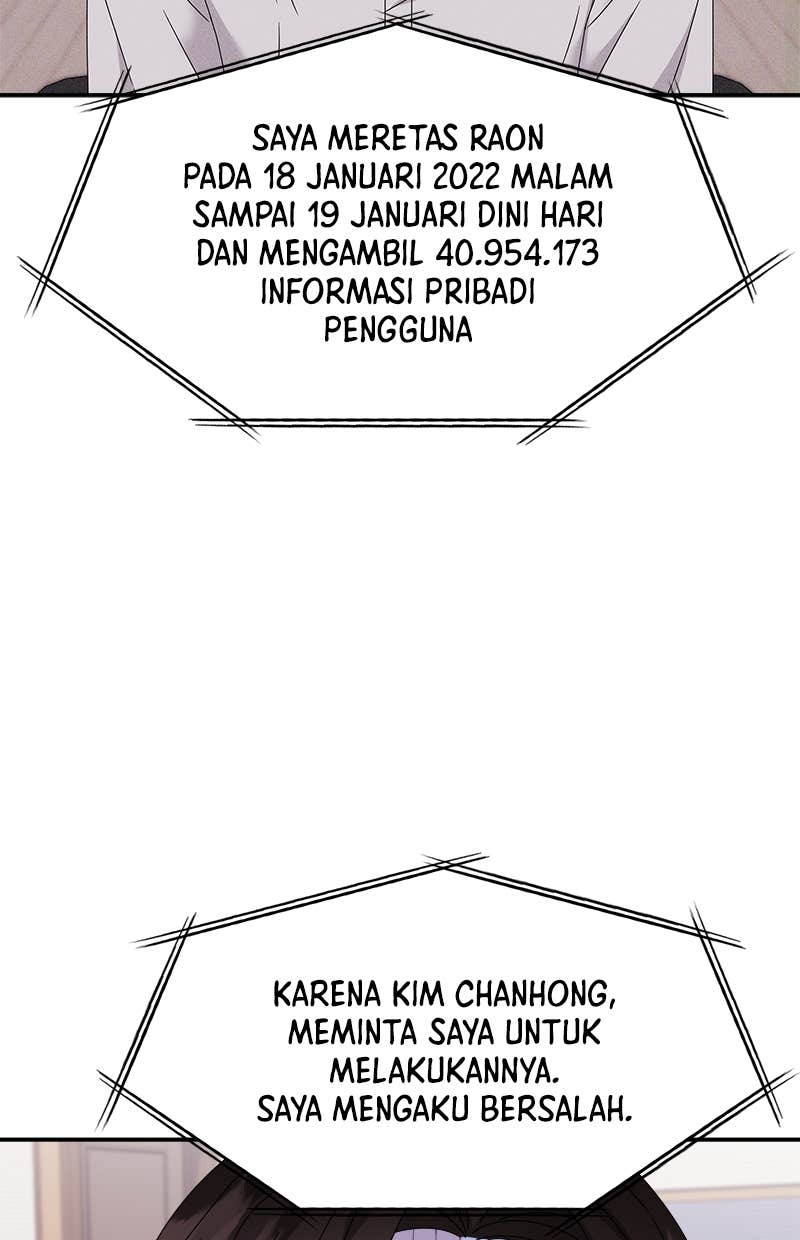 SAYA MERETAS RAON
PADA 18 JANUARI 2022 MALAM
SAMPAI 19 JANUARI DINI HARI
DAN MENGAMBIL 40.954.173
INFORMASI PRIBADI
PENGGUNA
KARENA KIM CHANHONG,
MEMINTA SAYA UNTUK
MELAKUKANNYA.
SAYA MENGAKU BERSALAH.